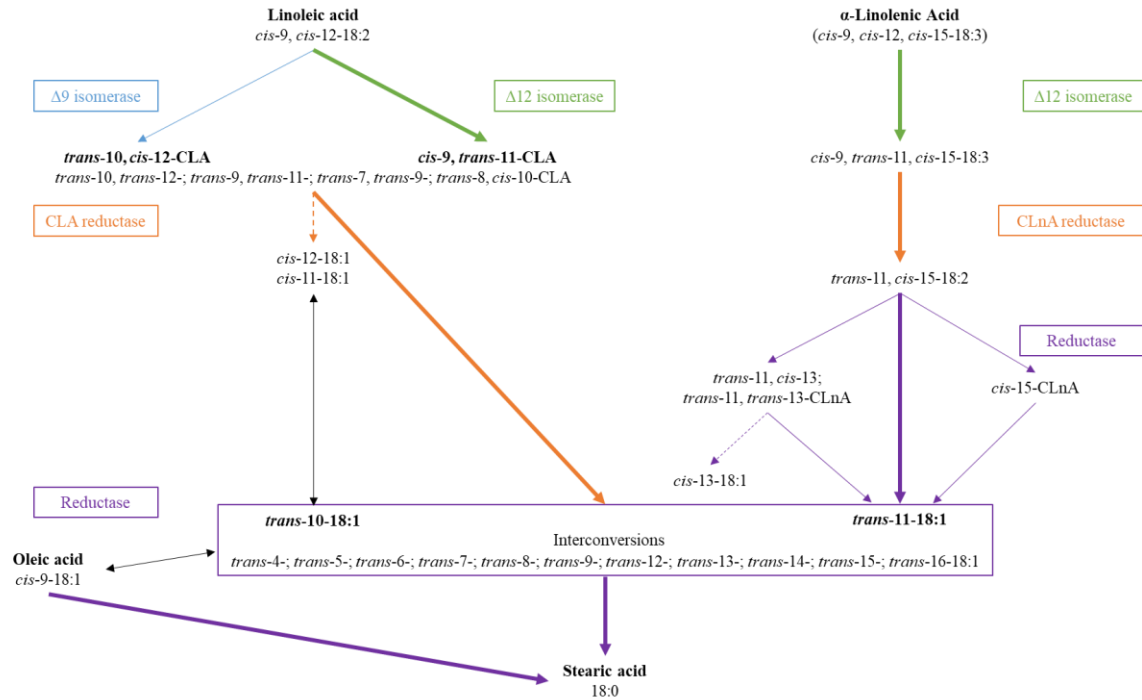 Linoleic acid
cis-9, cis-12-18:2
α-Linolenic Acid
(cis-9, cis-12, cis-15-18:3)
Δ9 isomerase
Δ12 isomerase
Δ12 isomerase
trans-10, cis-12-CLA
cis-9, trans-11-CLA
trans-10, trans-12-; trans-9, trans-11-; trans-7, trans-9-; trans-8, cis-10-CLA
cis-9, trans-11, cis-15-18:3
CLA reductase
CLnA reductase
cis-12-18:1
cis-11-18:1
trans-11, cis-15-18:2
Reductase
trans-11, cis-13;
trans-11, trans-13-CLnA
cis-15-CLnA
cis-13-18:1
Reductase
trans-10-18:1
trans-11-18:1
Interconversions
trans-4-; trans-5-; trans-6-; trans-7-; trans-8-; trans-9-; trans-12-; trans-13-; trans-14-; trans-15-; trans-16-18:1
Oleic acid
cis-9-18:1
Stearic acid
18:0